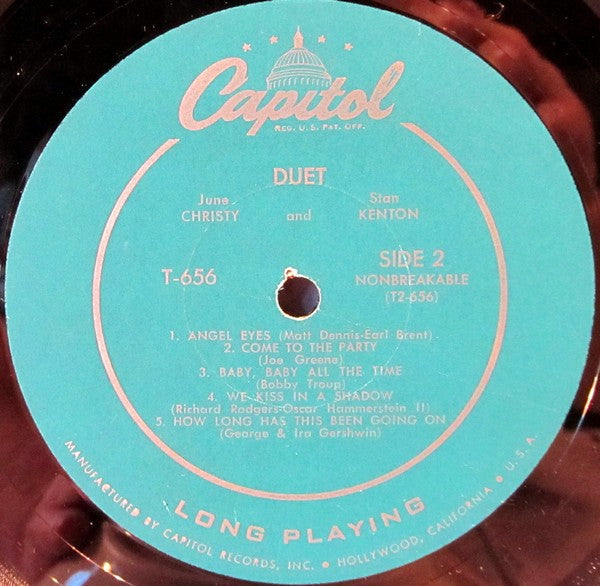 Capitol
REG. U.S. PAT. OFF.
DUET
June Stan
CHRISTY and KENTON
T-656 SIDE 2
NONBREAKABLE
(T2-656)
1. ANGEL EYES (Matt Dennis-Earl Brent)
2. COME TO THE PARTY
(Joe Greene)
3. BABY, BABY ALL THE TIME
(Bobby Troup)
4. WE KISS IN A SHADOW
(Richard Rodgers-Oscar Hammerstein II)
5. HOW LONG HAS THIS BEEN GOING ON
(George & Ira Gershwin)
LONG PLAYING
MANUFACTURED BY CAPITOL RECORDS, INC. • HOLLYWOOD, CALIFORNIA • U.S.A.